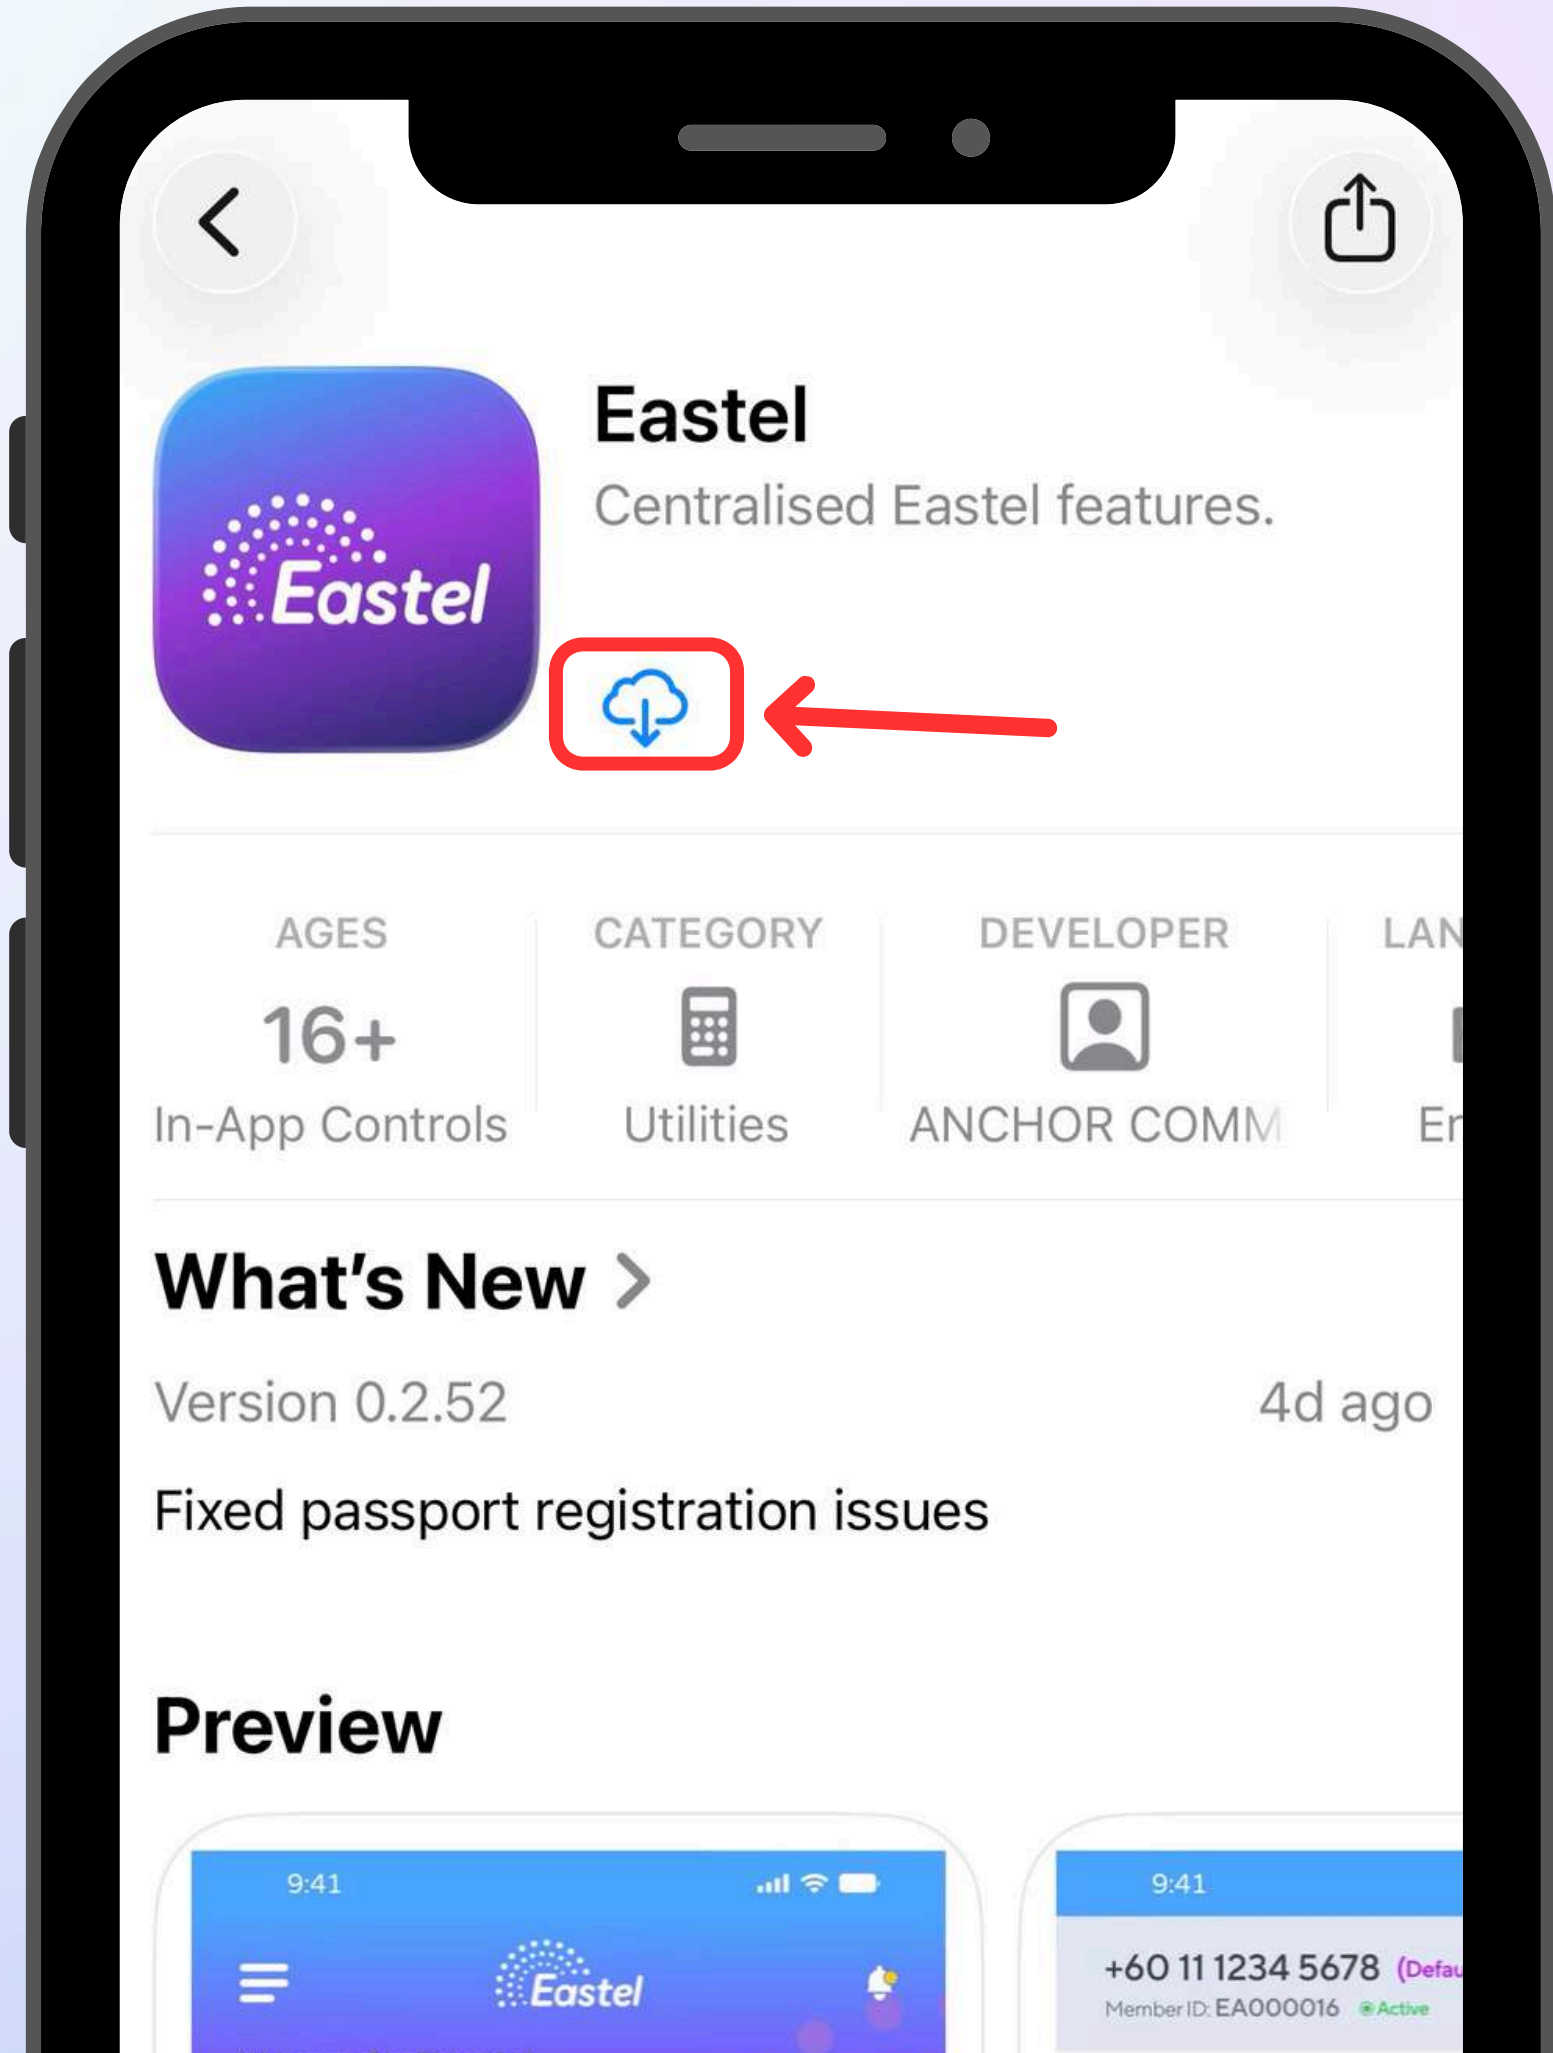 Eastel
Centralised Eastel features.
Eastel
AGES
16+
In-App Controls
CATEGORY
Utilities
DEVELOPER
ANCHOR COMM
LAN
What's New
Version 0.2.52
4d ago
Fixed passport registration issues
Preview
9:41
Eastel
9:41
+60 11 1234 5678 (Defau
Member ID: EA000016 Active